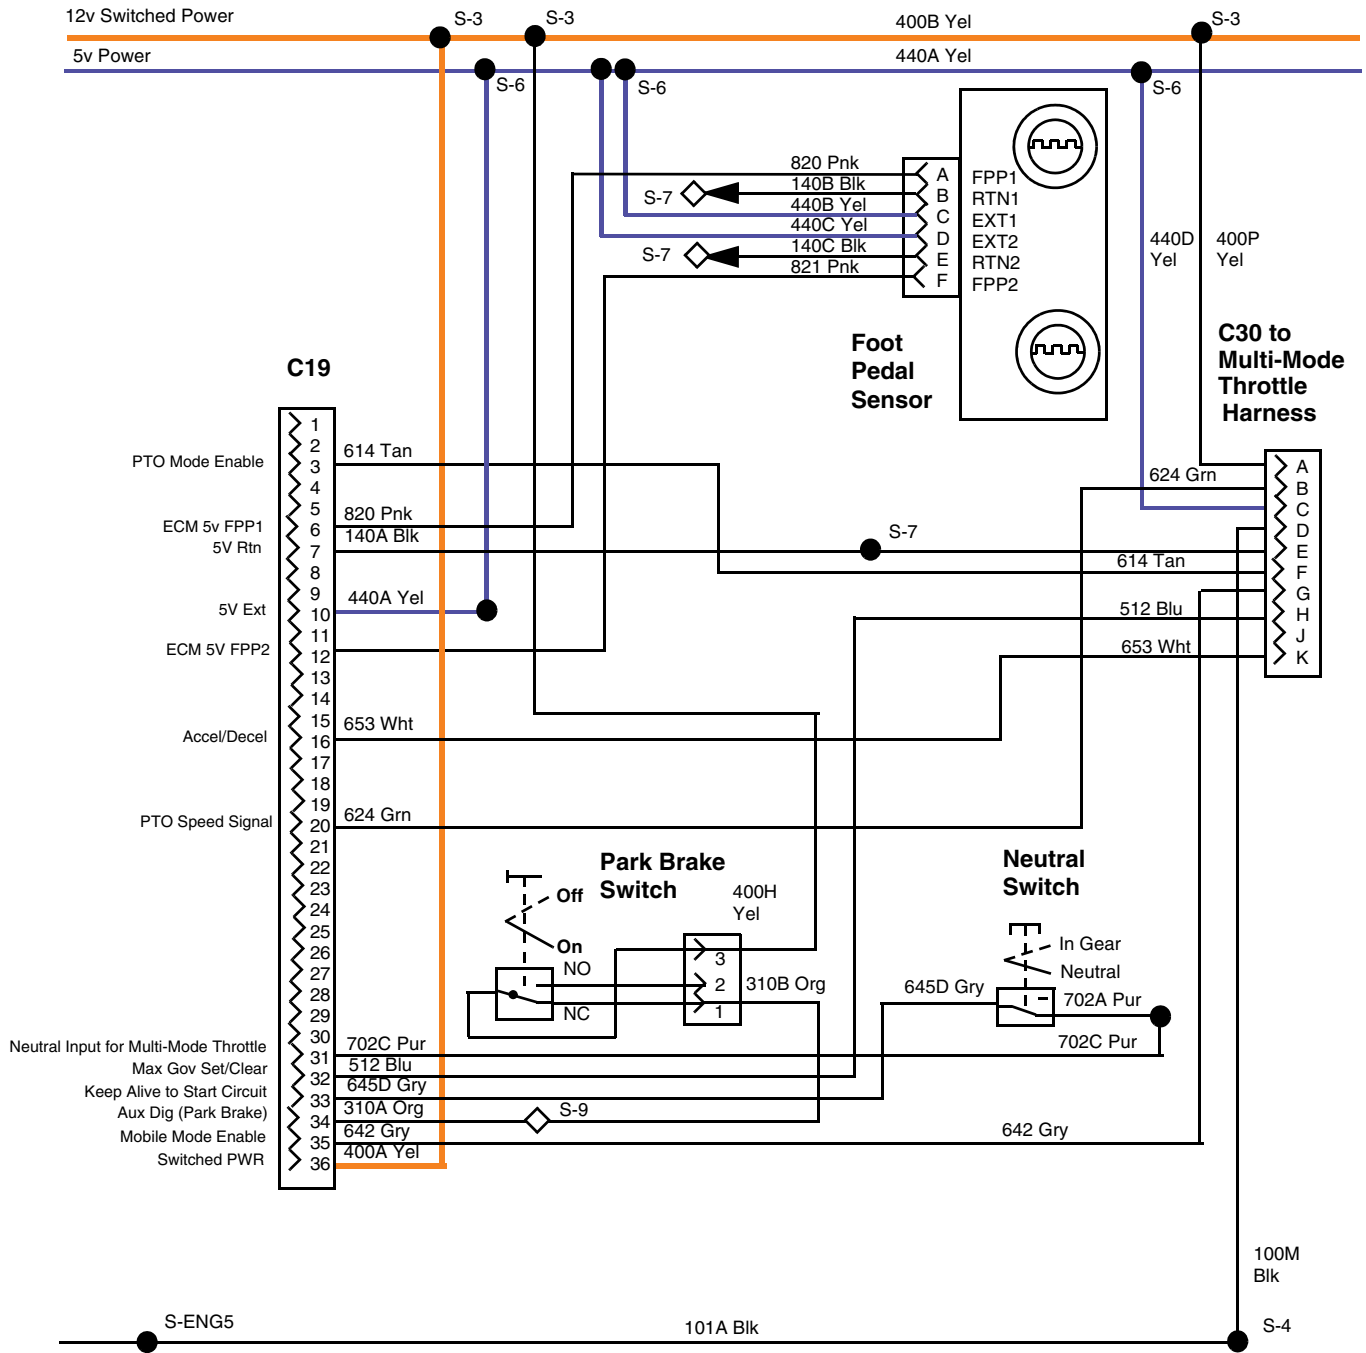 12v Switched Power
S-3
S-3
400B Yel
S-3
5v Power
440A Yel
S-6
S-6
S-6
820 Pnk
140B Blk
440B Yel
440C Yel
140C Blk
821 Pnk
S-7
S-7
A FPP1
B RTN1
C EXT1
D EXT2
E RTN2
F FPP2
440D
Yel
400P
Yel
Foot
Pedal
Sensor
C30 to
Multi-Mode
Throttle
Harness
C19
1
2
PTO Mode Enable 3 614 Tan
4
5
ECM 5v FPP1 6 820 Pnk
5V Rtn 7 140A Blk
8
9
5V Ext 10 440A Yel
11
ECM 5V FPP2 12
13
14
15
Accel/Decel 16 653 Wht
17
18
19
PTO Speed Signal 20 624 Grn
21
22
23
24
25
26
27
28
29
30
Neutral Input for Multi-Mode Throttle 31 702C Pur
Max Gov Set/Clear 32 512 Blu
Keep Alive to Start Circuit 33 645D Gry
Aux Dig (Park Brake) 34 310A Org
Mobile Mode Enable 35 642 Gry
Switched PWR 36 400A Yel
624 Grn
S-7
614 Tan
512 Blu
653 Wht
A
B
C
D
E
F
G
H
J
K
Park Brake
Switch
Off
On
NO
NC
400H
Yel
3
2
1
310B Org
S-9
Neutral
Switch
In Gear
Neutral
645D Gry
702A Pur
702C Pur
642 Gry
100M
Blk
S-ENG5
101A Blk
S-4